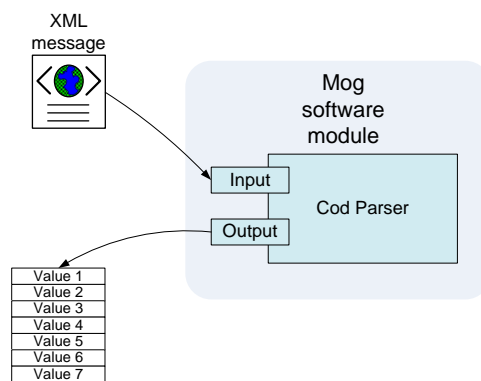 XML
message
Mog
software
module
Input
Cod Parser
Output
Value 1
Value 2
Value 3
Value 4
Value 5
Value 6
Value 7